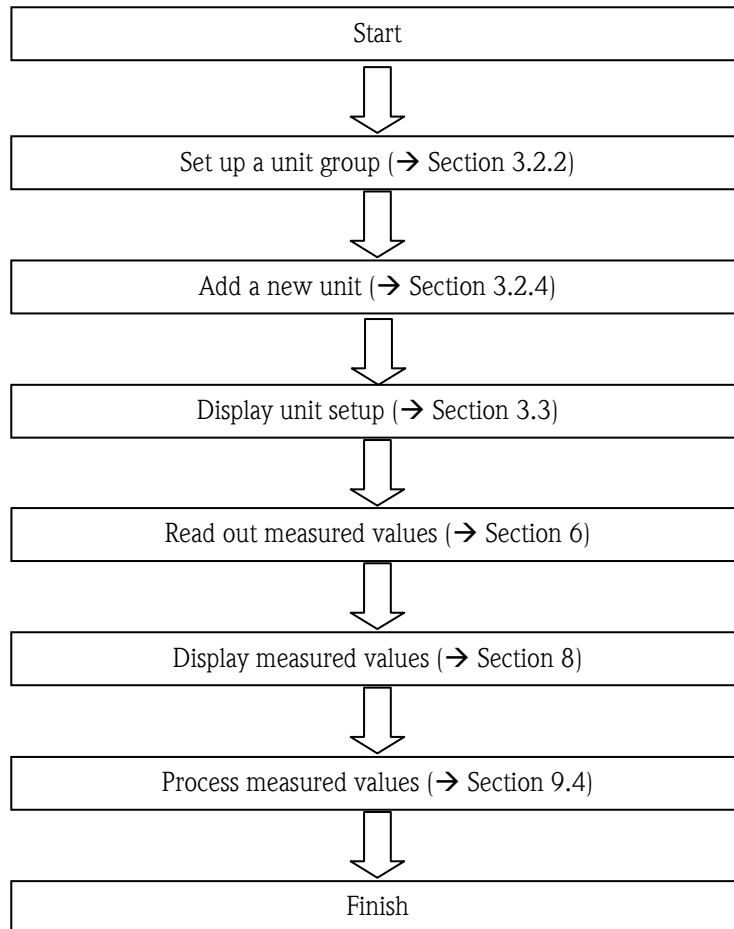 Start
Set up a unit group (→ Section 3.2.2)
Add a new unit (→ Section 3.2.4)
Display unit setup (→ Section 3.3)
Read out measured values (→ Section 6)
Display measured values (→ Section 8)
Process measured values (→ Section 9.4)
Finish